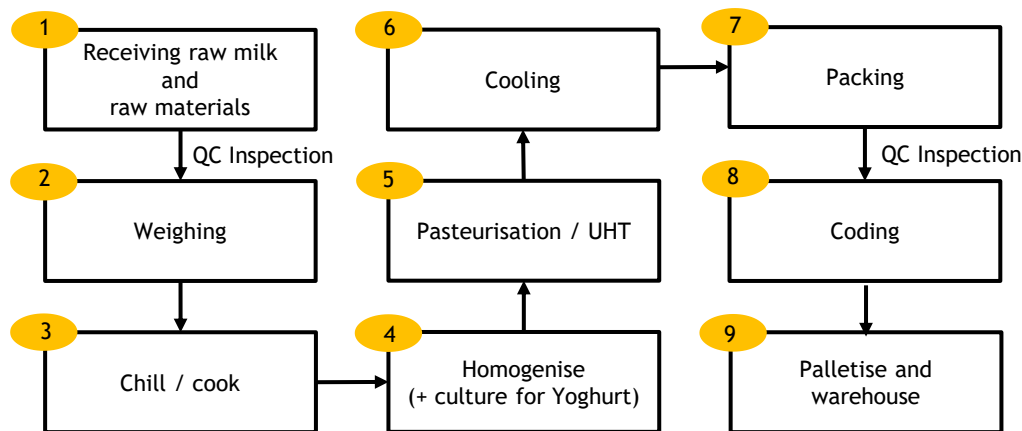 1
Receiving raw milk
and
raw materials
QC Inspection
2
Weighing
3
Chill / cook
4
Homogenise
(+ culture for Yoghurt)
5
Pasteurisation / UHT
6
Cooling
7
Packing
QC Inspection
8
Coding
9
Palletise and
warehouse